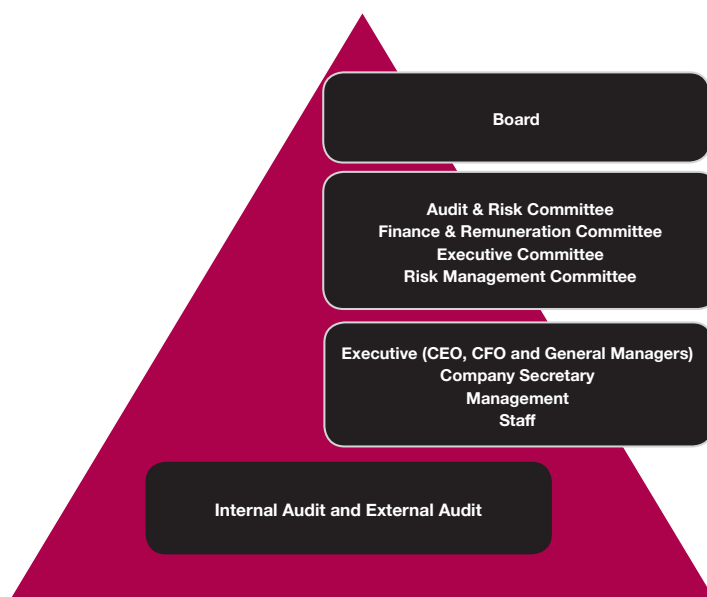 Board
Audit & Risk Committee
Finance & Remuneration Committee
Executive Committee
Risk Management Committee
Executive (CEO, CFO and General Managers)
Company Secretary
Management
Staff
Internal Audit and External Audit